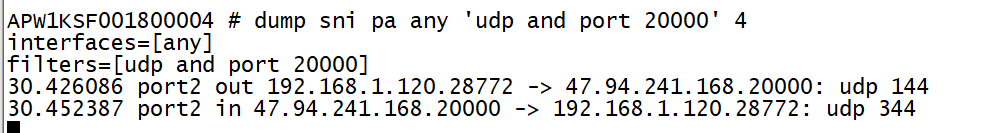 APW1KSF001800004 # dump sni pa any 'udp and port 20000' 4
interfaces=[any]
filters=[udp and port 20000]
30.426086 port2 out 192.168.1.120.28772 -> 47.94.241.168.20000: udp 144
30.452387 port2 in 47.94.241.168.20000 -> 192.168.1.120.28772: udp 344